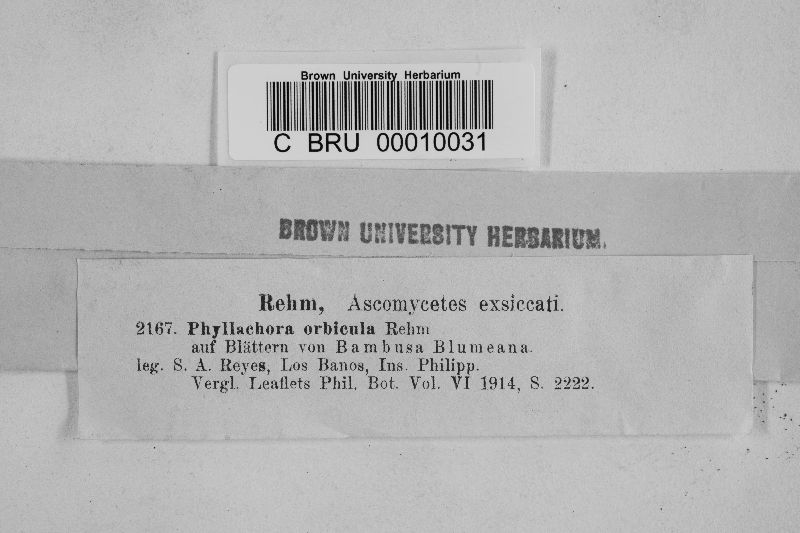 Brown University Herbarium
C BRU 00010031
BROWN UNIVERSITY HERBARIUM.
Rehm, Ascomycetes exsiccati.
2167. Phyllachora orbicula Rehm
auf Blättern von Bambusa Blumeana.
leg. S. A. Reyes, Los Banos, Ins. Philipp.
Vergl. Leaflets Phil. Bot. Vol. VI 1914, S. 2222.